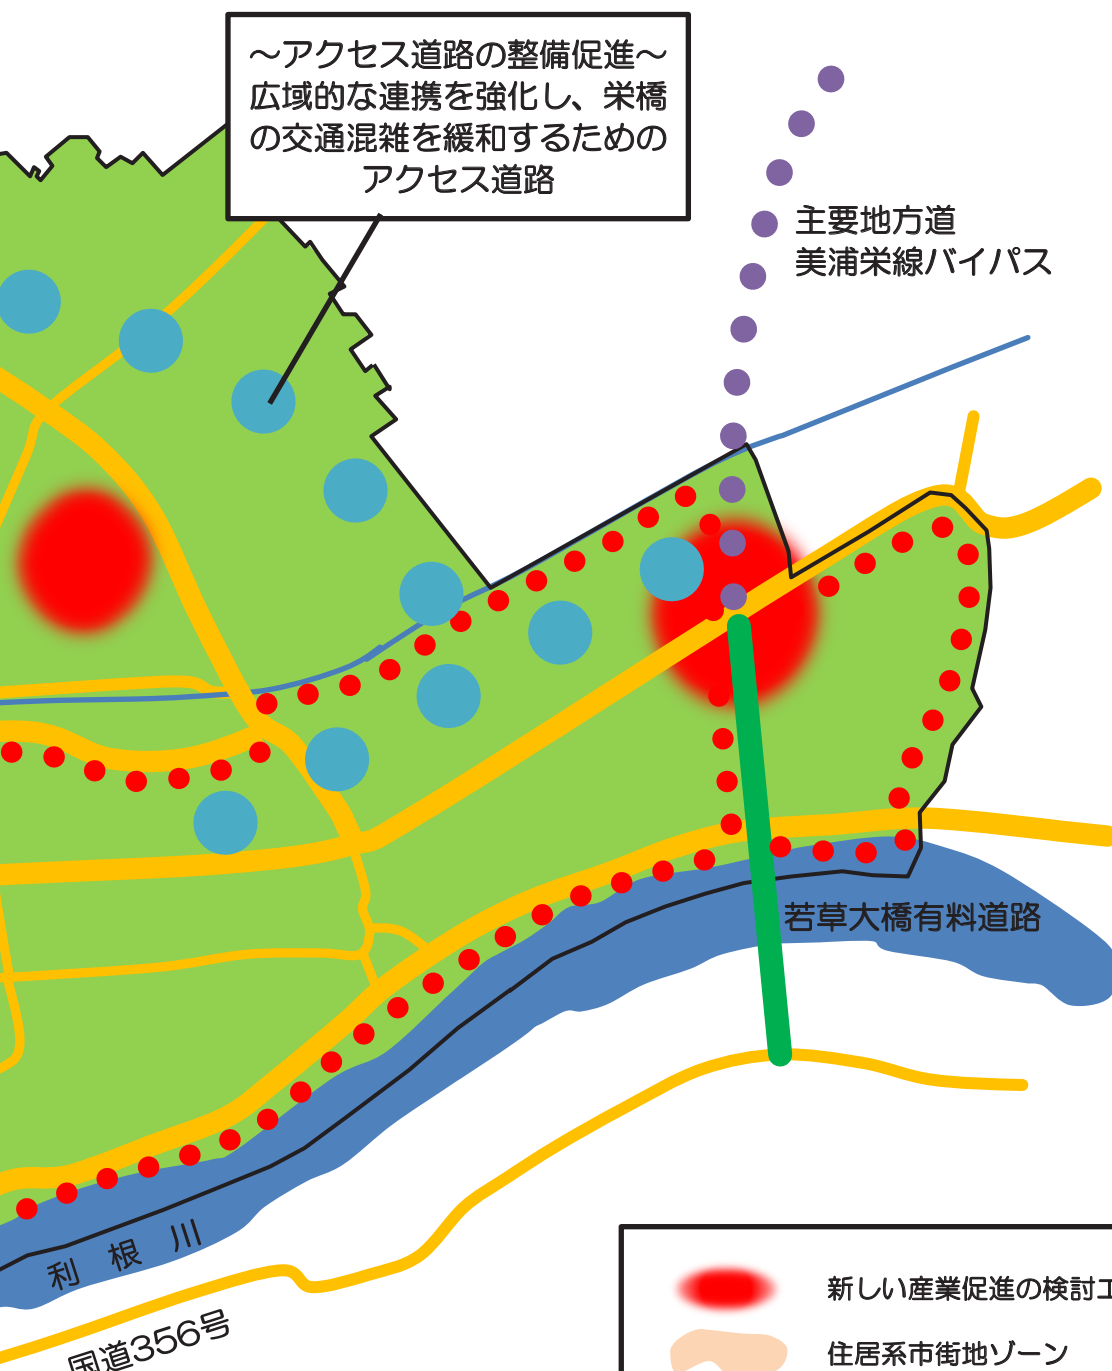 ～アクセス道路の整備促進～
広域的な連携を強化し、栄橋
の交通混雑を緩和するための
アクセス道路
主要地方道
美浦栄線バイパス
若草大橋有料道路
利根川
国道356号
新しい産業促進の検討エ
住居系市街地ゾーン